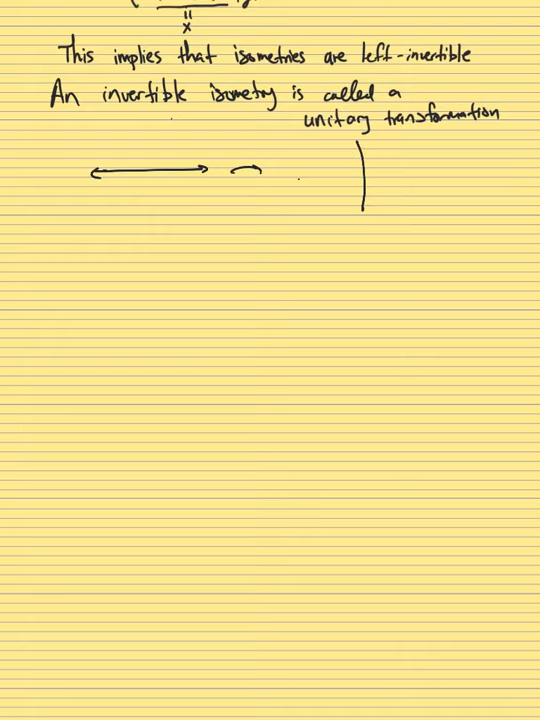 x
This implies that isometries are left-invertible
An invertible isometry is called a
unitary transformation